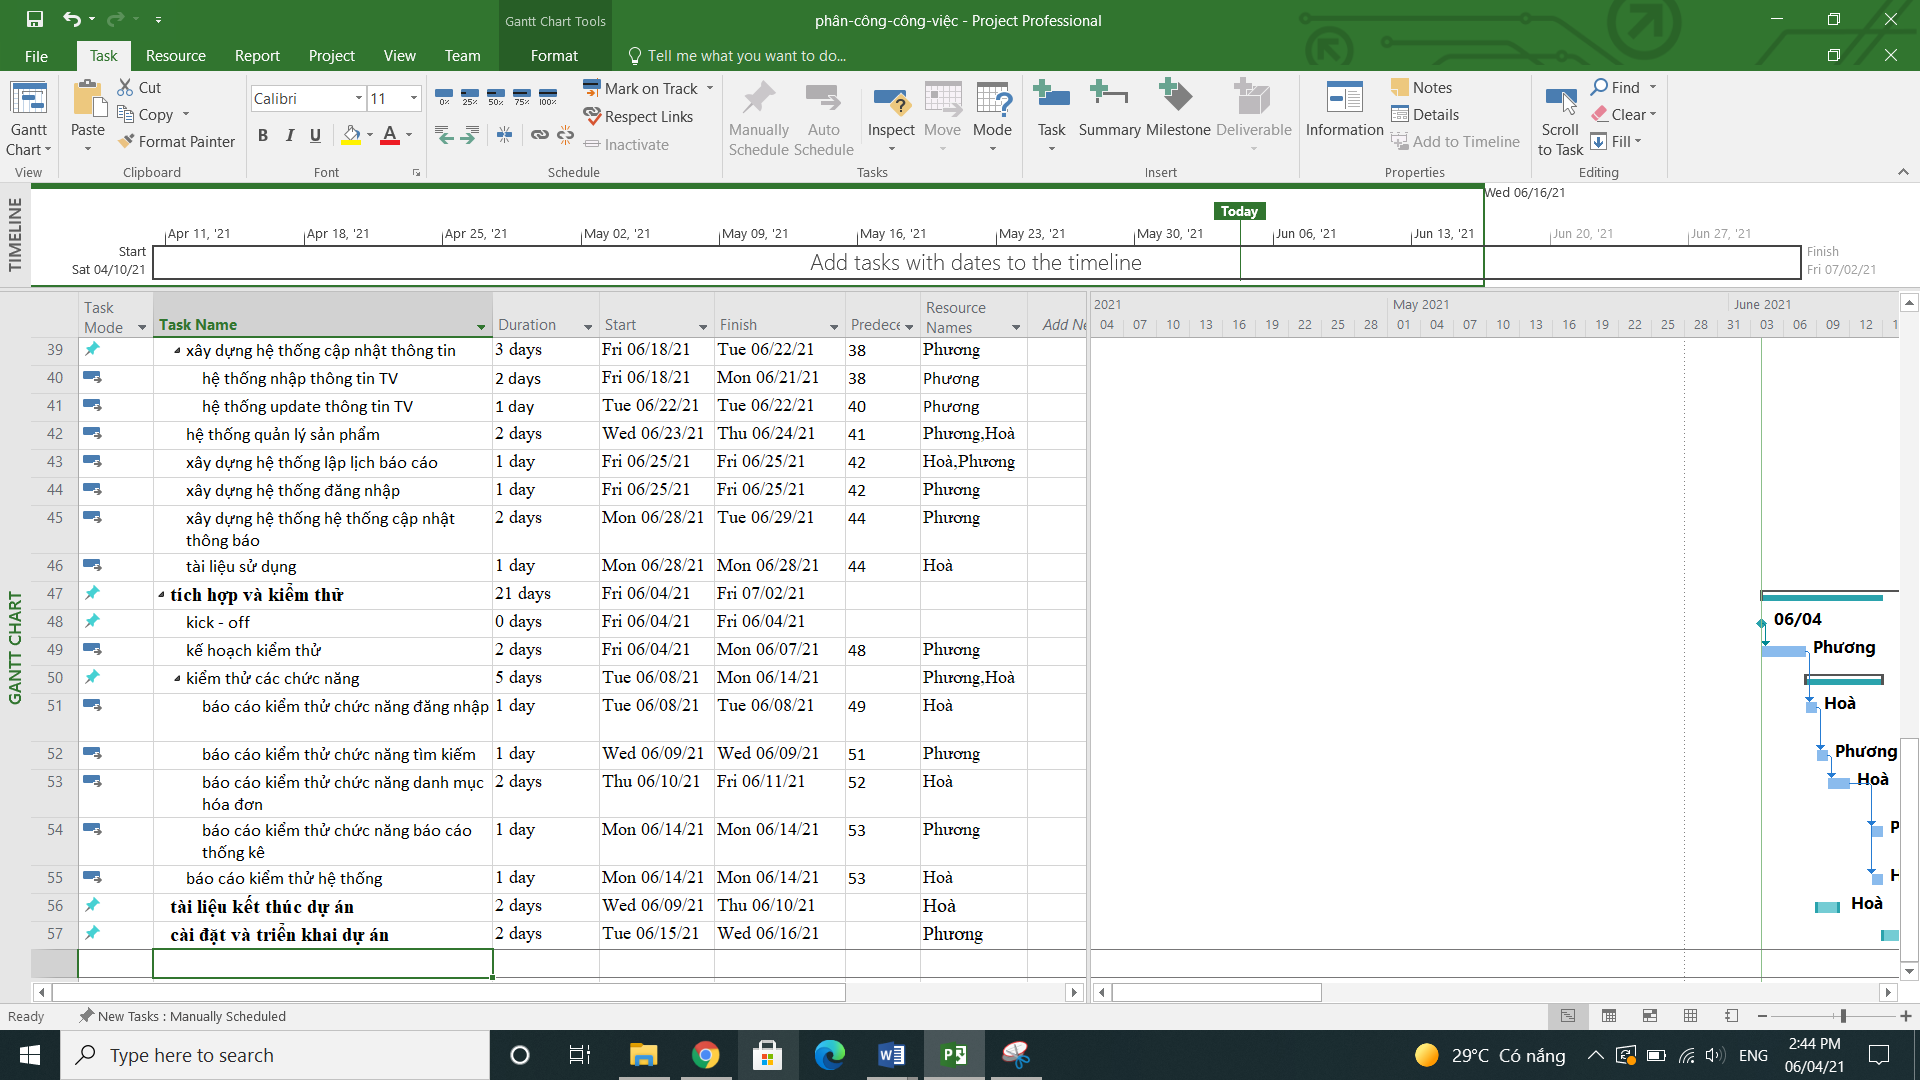 Gantt Chart Tools
phân-công-công-việc - Project Professional
File Task Resource Report Project View Team Format Tell me what you want to do...
Gantt Chart
View
Paste
Cut
Copy
Format Painter
Clipboard
Calibri 11
B I U A
Font
0% 25% 50% 75% 100%
Mark on Track
Respect Links
Inactivate
Schedule
Manually Schedule
Auto Schedule
Inspect
Move
Mode
Tasks
Task
Summary
Milestone
Deliverable
Insert
Information
Notes
Details
Add to Timeline
Properties
Scroll to Task
Find
Clear
Fill
Editing
TIMELINE
Wed 06/16/21
Today
Apr 11, '21 Apr 18, '21 Apr 25, '21 May 02, '21 May 09, '21 May 16, '21 May 23, '21 May 30, '21 Jun 06, '21 Jun 13, '21 Jun 20, '21 Jun 27, '21
Start
Sat 04/10/21
Add tasks with dates to the timeline
Finish
Fri 07/02/21
GANTT CHART
Task Mode Task Name Duration Start Finish Predece Resource Names Add Ne
2021 May 2021 June 2021
04 07 10 13 16 19 22 25 28 01 04 07 10 13 16 19 22 25 28 31 03 06 09 12 1
39 xây dựng hệ thống cập nhật thông tin 3 days Fri 06/18/21 Tue 06/22/21 38 Phương
40 hệ thống nhập thông tin TV 2 days Fri 06/18/21 Mon 06/21/21 38 Phương
41 hệ thống update thông tin TV 1 day Tue 06/22/21 Tue 06/22/21 40 Phương
42 hệ thống quản lý sản phẩm 2 days Wed 06/23/21 Thu 06/24/21 41 Phương,Hoà
43 xây dựng hệ thống lập lịch báo cáo 1 day Fri 06/25/21 Fri 06/25/21 42 Hoà,Phương
44 xây dựng hệ thống đăng nhập 1 day Fri 06/25/21 Fri 06/25/21 42 Phương
45 xây dựng hệ thống hệ thống cập nhật 2 days Mon 06/28/21 Tue 06/29/21 44 Phương
thông báo
46 tài liệu sử dụng 1 day Mon 06/28/21 Mon 06/28/21 44 Hoà
47 tích hợp và kiểm thử 21 days Fri 06/04/21 Fri 07/02/21
48 kick - off 0 days Fri 06/04/21 Fri 06/04/21 06/04
49 kế hoạch kiểm thử 2 days Fri 06/04/21 Mon 06/07/21 48 Phương Phương
50 kiểm thử các chức năng 5 days Tue 06/08/21 Mon 06/14/21 Phương,Hoà
51 báo cáo kiểm thử chức năng đăng nhập 1 day Tue 06/08/21 Tue 06/08/21 49 Hoà Hoà
52 báo cáo kiểm thử chức năng tìm kiếm 1 day Wed 06/09/21 Wed 06/09/21 51 Phương Phương
53 báo cáo kiểm thử chức năng danh mục 2 days Thu 06/10/21 Fri 06/11/21 52 Hoà Hoà
hóa đơn
54 báo cáo kiểm thử chức năng báo cáo 1 day Mon 06/14/21 Mon 06/14/21 53 Phương P
thống kê
55 báo cáo kiểm thử hệ thống 1 day Mon 06/14/21 Mon 06/14/21 53 Hoà H
56 tài liệu kết thúc dự án 2 days Wed 06/09/21 Thu 06/10/21 Hoà Hoà
57 cài đặt và triển khai dự án 2 days Tue 06/15/21 Wed 06/16/21 Phương
Ready New Tasks : Manually Scheduled
Type here to search
29°C Có nắng ENG
2:44 PM
06/04/21